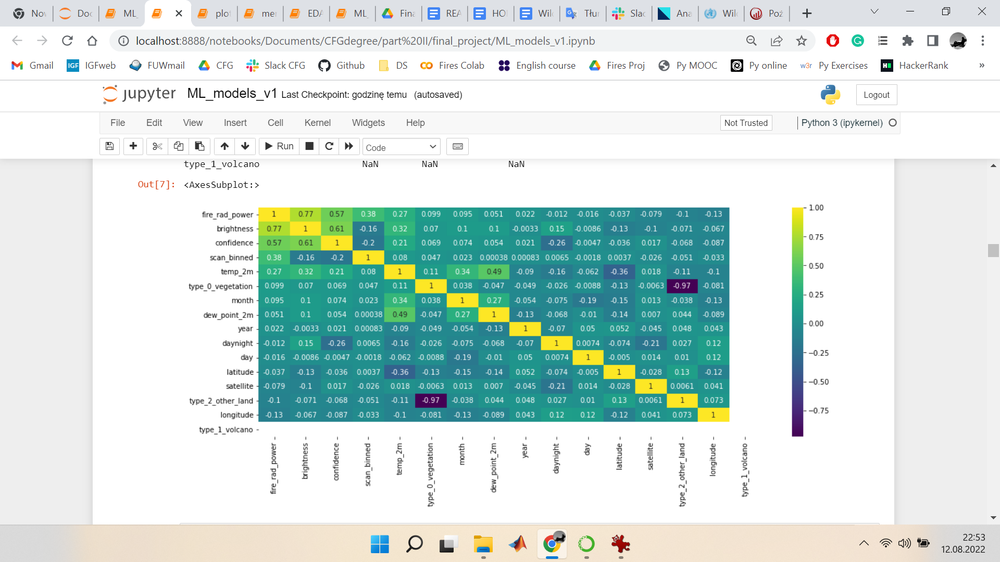 Nov Doc ML_ plot mer EDA ML_ Fina REA HO Wil Tłur Slac Ana Wil Poż
localhost:8888/notebooks/Documents/CFGdegree/part%20II/final_project/ML_models_v1.ipynb
Gmail IGF IGFweb FUWmail CFG Slack CFG Github DS Fires Colab English course Fires Proj Py MOOC Py online w3r Py Exercises HackerRank »
jupyter ML_models_v1 Last Checkpoint: godzinę temu (autosaved) Logout
File Edit View Insert Cell Kernel Widgets Help Not Trusted Python 3 (ipykernel)
Run Code
type_1_volcano NaN NaN NaN
Out[7]: <AxesSubplot:>
fire_rad_power 1 0.77 0.57 0.38 0.27 0.099 0.095 0.051 0.022 -0.012 -0.016 -0.037 -0.079 -0.1 -0.13
brightness 0.77 1 0.61 -0.16 0.32 0.07 0.1 0.1 -0.0033 0.15 -0.0086 -0.13 -0.1 -0.071 -0.067
confidence 0.57 0.61 1 -0.2 0.21 0.069 0.074 0.054 0.021 -0.26 -0.0047 -0.036 0.017 -0.068 -0.087
scan_binned 0.38 -0.16 -0.2 1 0.08 0.047 0.023 0.00038 0.00083 0.0065 -0.0018 0.0037 -0.026 -0.051 -0.033
temp_2m 0.27 0.32 0.21 0.08 1 0.11 0.34 0.49 -0.09 -0.16 -0.062 -0.36 0.018 -0.11 -0.1
type_0_vegetation 0.099 0.07 0.069 0.047 0.11 1 0.038 -0.047 -0.049 -0.026 -0.0088 -0.13 -0.0063 -0.97 -0.081
month 0.095 0.1 0.074 0.023 0.34 0.038 1 0.27 -0.054 -0.075 -0.19 -0.15 0.013 -0.038 -0.13
dew_point_2m 0.051 0.1 0.054 0.00038 0.49 -0.047 0.27 1 -0.13 -0.068 -0.01 -0.14 0.007 0.044 -0.089
year 0.022 -0.0033 0.021 0.00083 -0.09 -0.049 -0.054 -0.13 1 -0.07 0.05 0.052 -0.045 0.048 0.043
daynight -0.012 0.15 -0.26 0.0065 -0.16 -0.026 -0.075 -0.068 -0.07 1 0.0074 -0.074 -0.21 0.027 0.12
day -0.016 -0.0086 -0.0047 -0.0018 -0.062 -0.0088 -0.19 -0.01 0.05 0.0074 1 -0.005 0.014 0.01 0.12
latitude -0.037 -0.13 -0.036 0.0037 -0.36 -0.13 -0.15 -0.14 0.052 -0.074 -0.005 1 -0.028 0.13 -0.12
satellite -0.079 -0.1 0.017 -0.026 0.018 -0.0063 0.013 0.007 -0.045 -0.21 0.014 -0.028 1 0.0061 0.041
type_2_other_land -0.1 -0.071 -0.068 -0.051 -0.11 -0.97 -0.038 0.044 0.048 0.027 0.01 0.13 0.0061 1 0.073
longitude -0.13 -0.067 -0.087 -0.033 -0.1 -0.081 -0.13 -0.089 0.043 0.12 0.12 -0.12 0.041 0.073 1
type_1_volcano
fire_rad_power brightness confidence scan_binned temp_2m type_0_vegetation month dew_point_2m year daynight day latitude satellite type_2_other_land longitude type_1_volcano
1.00
0.75
0.50
0.25
0.00
−0.25
−0.50
−0.75
22:53
12.08.2022